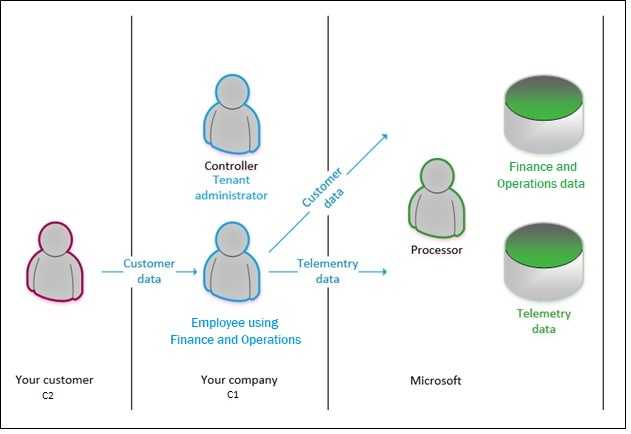 Controller
Tenant
administrator
Customer
data
Finance and
Operations data
Processor
Customer
data
Telementry
data
Employee using
Finance and Operations
Telemetry
data
Your customer
C2
Your company
C1
Microsoft